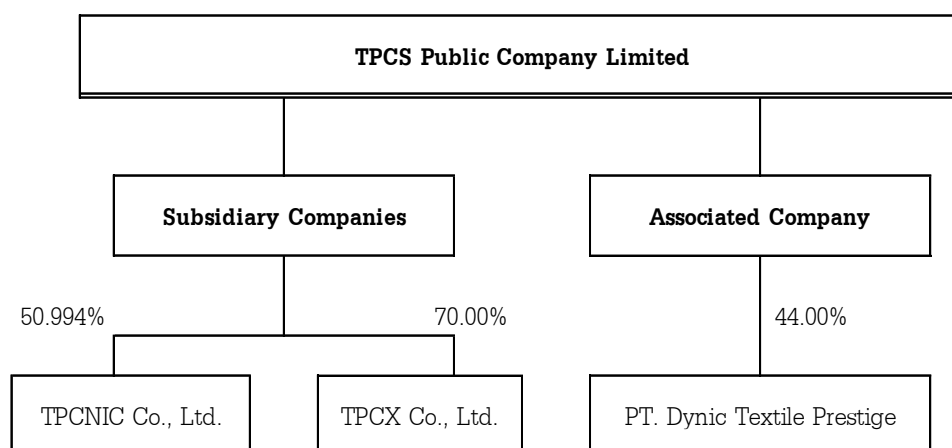 TPCS Public Company Limited
Subsidiary Companies
Associated Company
50.994%
70.00%
44.00%
TPCNIC Co., Ltd.
TPCX Co., Ltd.
PT. Dynic Textile Prestige